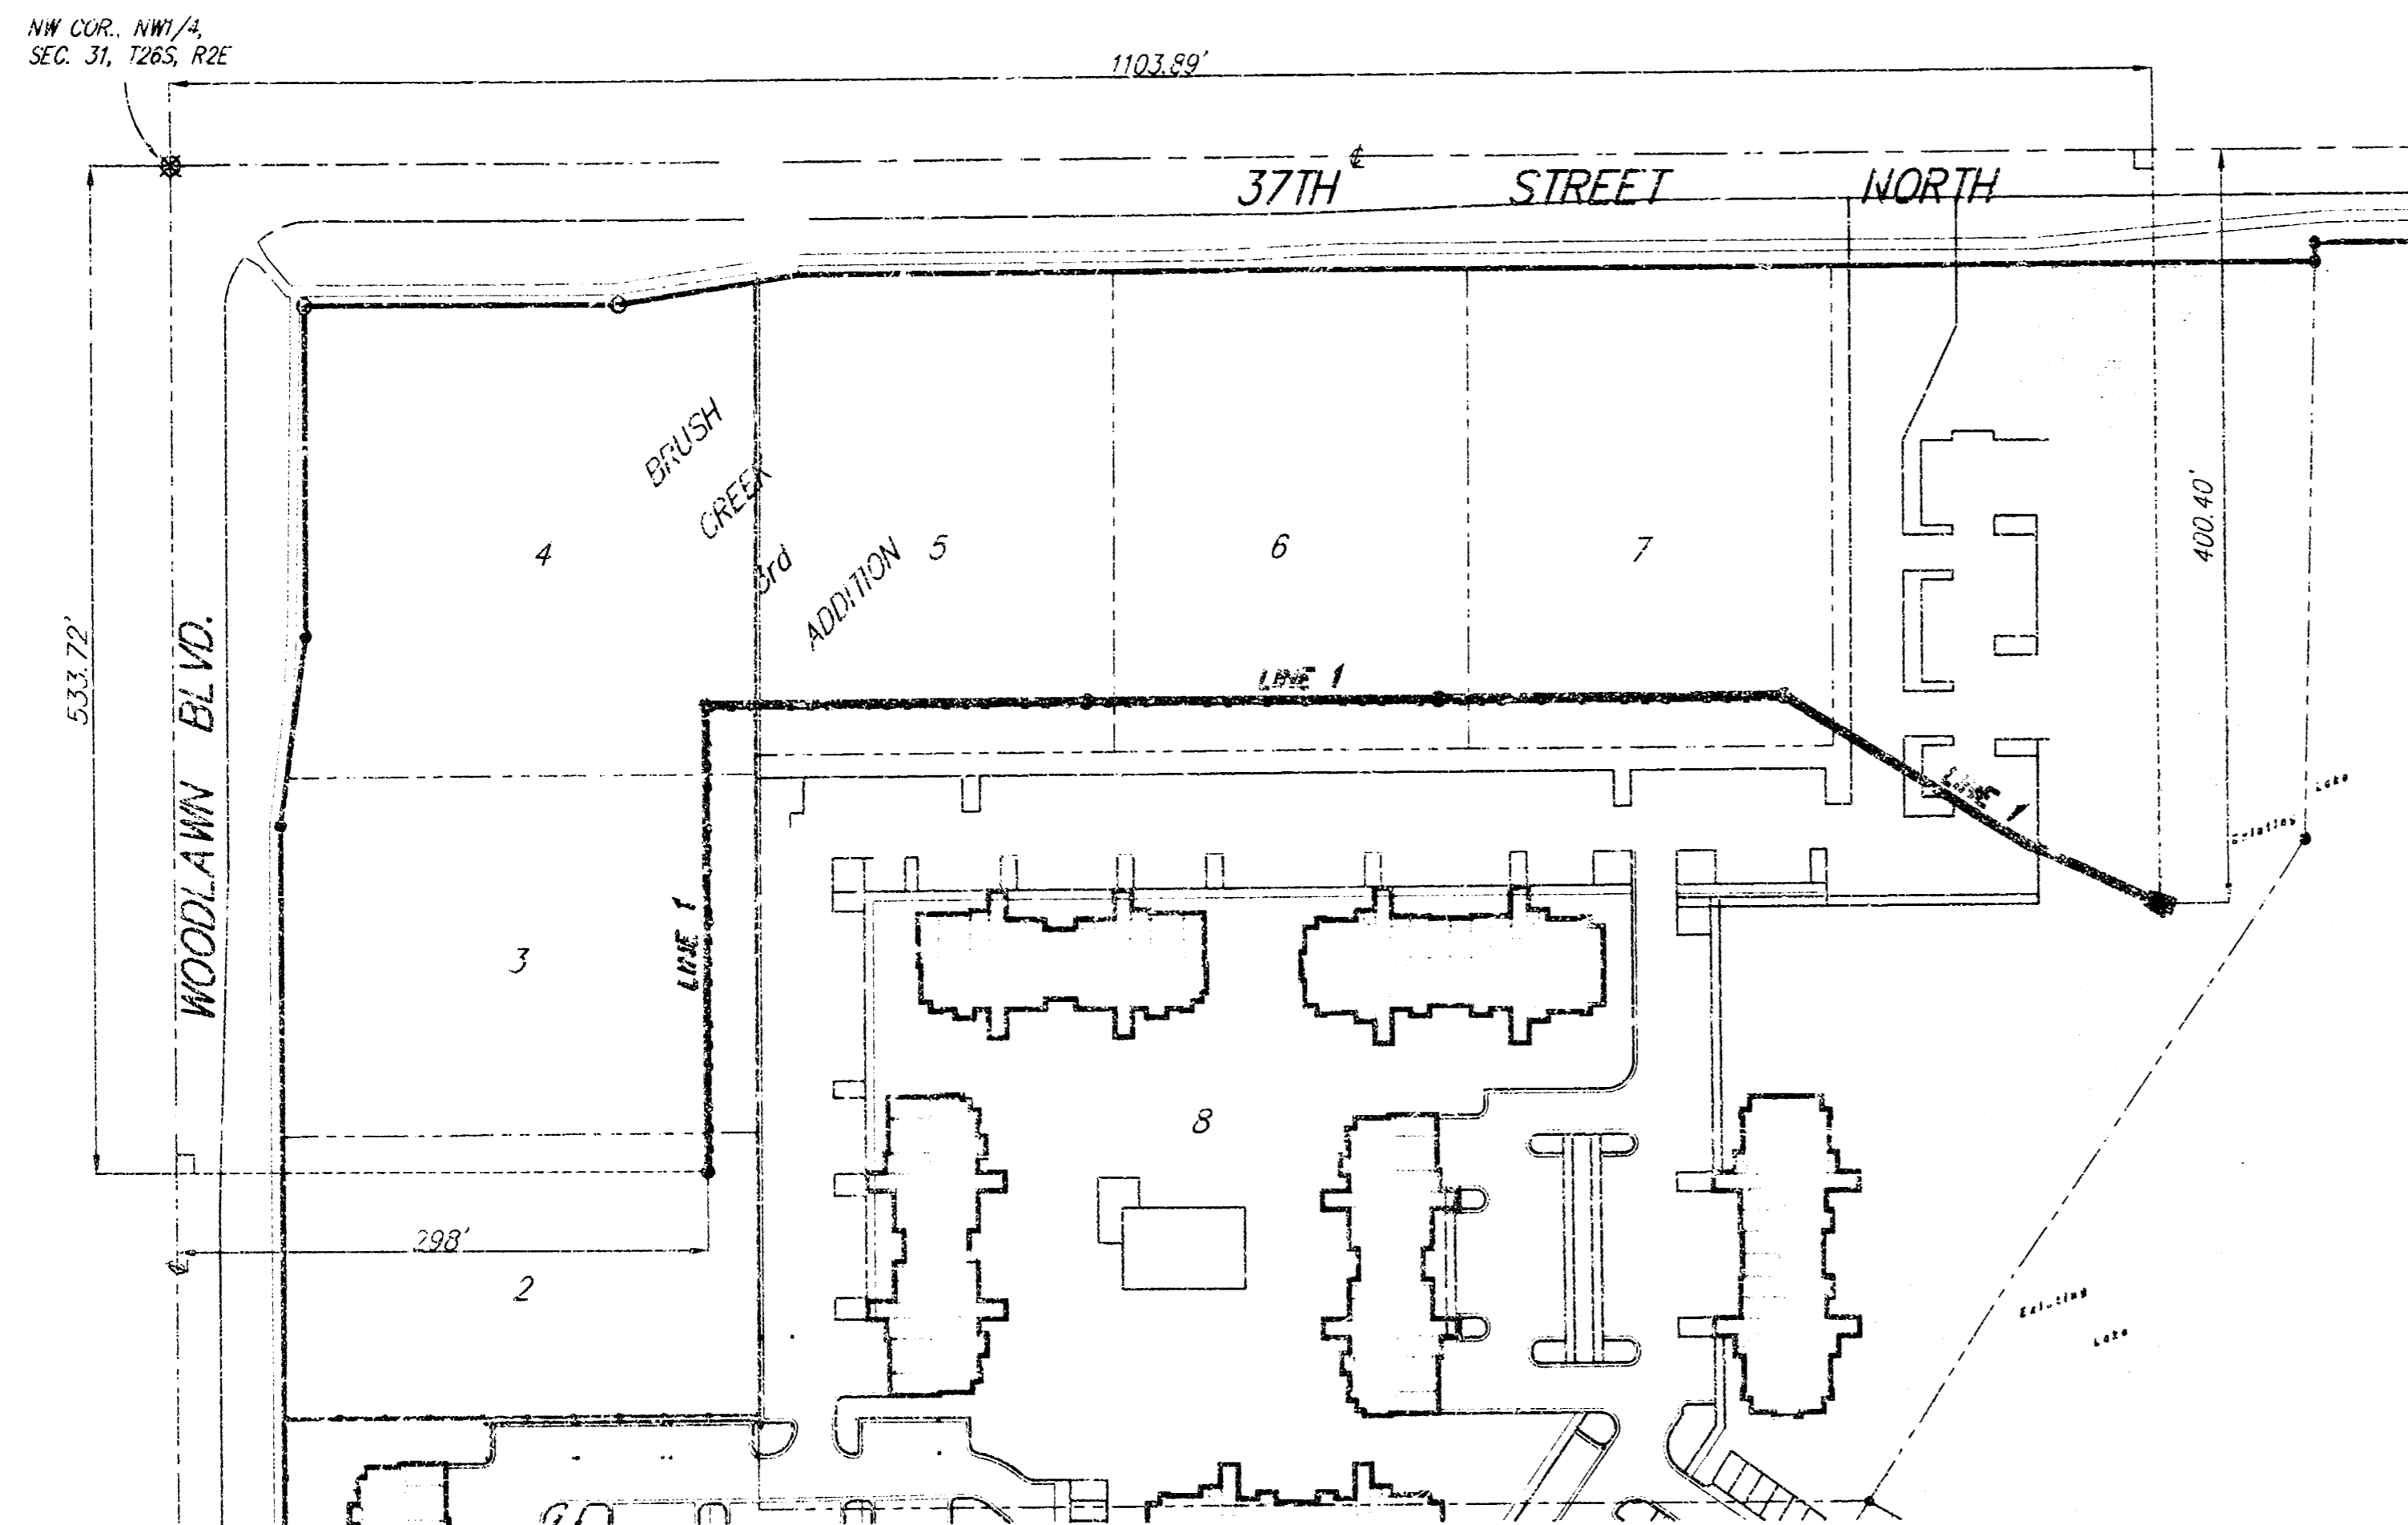 NW COR., NW1/4,
SEC. 31, T26S, R2E
1103.89'
37TH STREET NORTH
BRUSH
CREEK
3rd
ADDITION
4
5
6
7
400.40'
533.72'
WOODLAWN BLVD.
LINE 1
LINE 1
Lake
Existing
LINE 1
3
8
298'
2
Existing
Lake